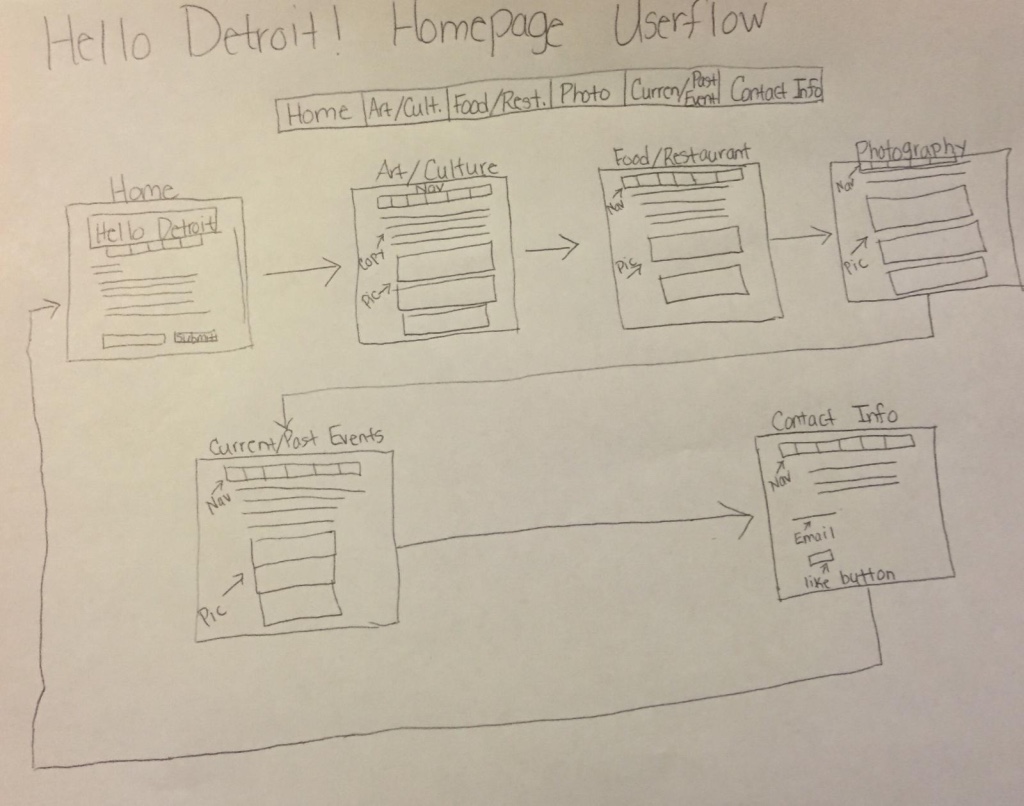 Hello Detroit! Homepage Userflow
Home Art/Cult. Food/Rest. Photo Curren/Past Event Contact Info
Home
Hello Detroit
Submit
Art/Culture
Nav
Copy
Pic
Food/Restaurant
Nav
Pic
Photography
Nav
Pic
Current/Past Events
Nav
Pic
Contact Info
Nav
Email
like button